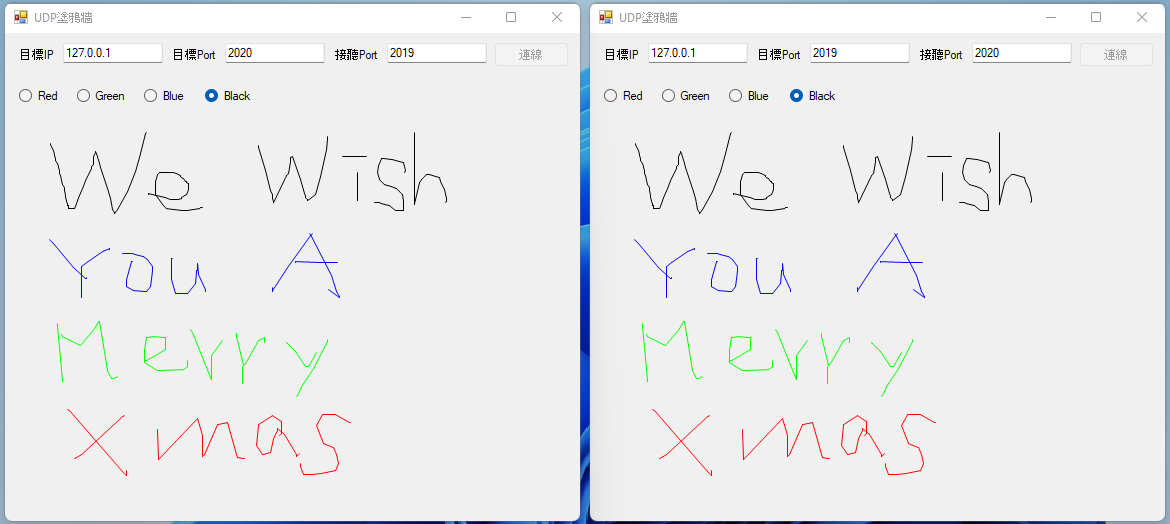 UDP塗鴉牆
目標IP 127.0.0.1 目標Port 2020 接聽Port 2019 連線
Red Green Blue Black
We Wish
You A
Merry
Xmas
UDP塗鴉牆
目標IP 127.0.0.1 目標Port 2019 接聽Port 2020 連線
Red Green Blue Black
We Wish
You A
Merry
Xmas